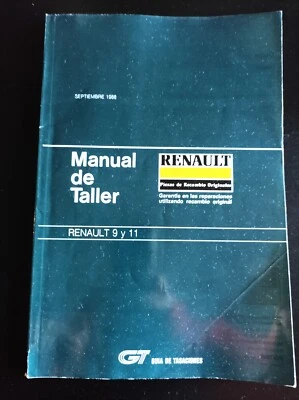 SEPTIEMBRE 1988
Manual
de
Taller
RENAULT
Piezas de Recambio Originales
Garantía en las reparaciones
utilizando recambio original
RENAULT 9 y 11
GT GUIA DE TASACIONES